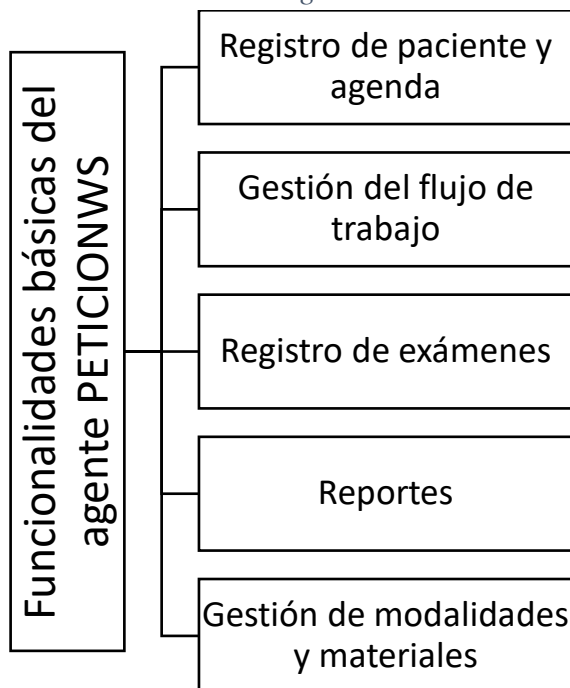 Funcionalidades básicas del
agente PETICIONWS
Registro de paciente y
agenda
Gestión del flujo de
trabajo
Registro de exámenes
Reportes
Gestión de modalidades
y materiales